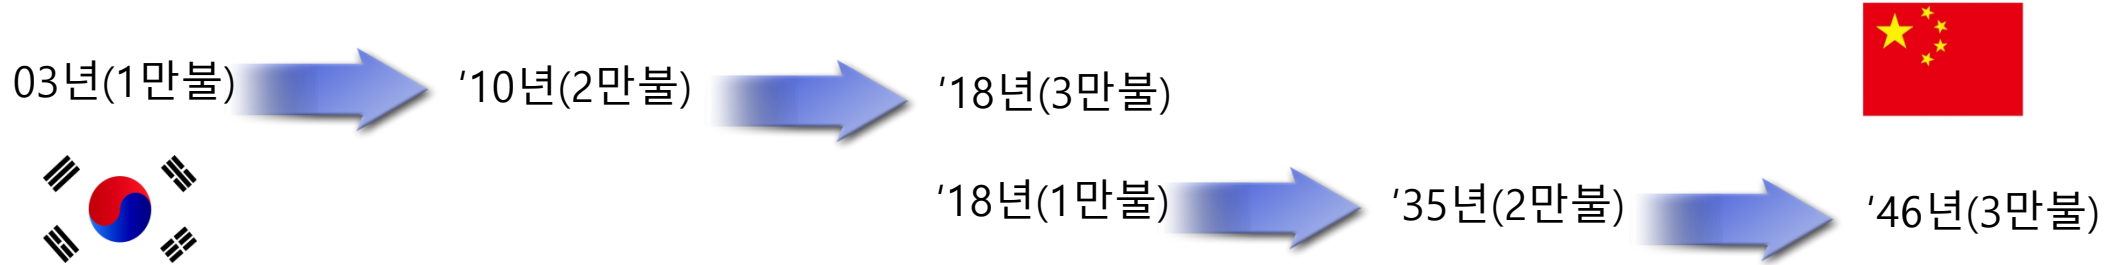 03년(1만불) ‘10년(2만불) ‘18년(3만불)
‘18년(1만불) ‘35년(2만불) ‘46년(3만불)